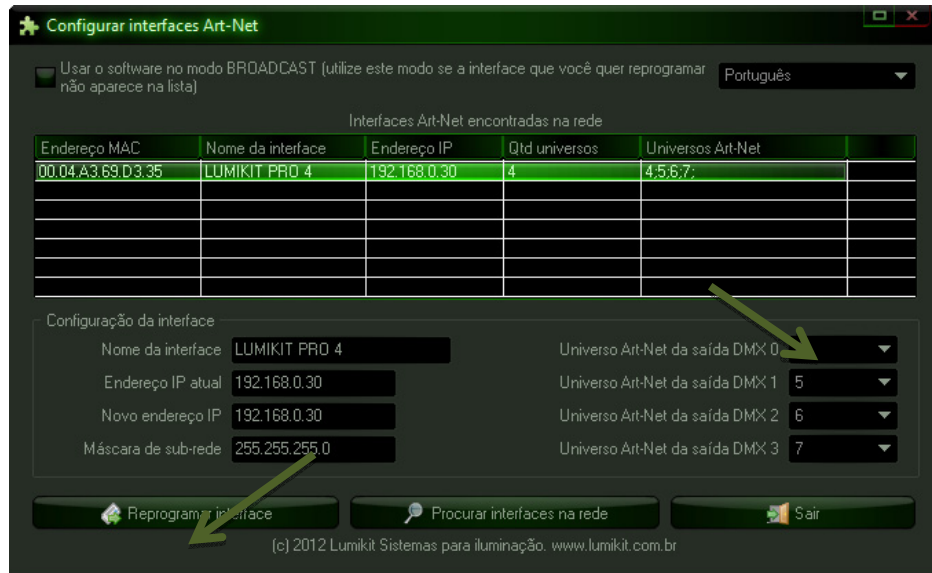 Configurar interfaces Art-Net
Usar o software no modo BROADCAST (utilize este modo se a interface que você quer reprogramar
não aparece na lista)
Português
Interfaces Art-Net encontradas na rede
Endereço MAC Nome da interface Endereço IP Qtd universos Universos Art-Net
00.04.A3.69.D3.35 LUMIKIT PRO 4 192.168.0.30 4 4;5;6;7;
Configuração da interface
Nome da interface LUMIKIT PRO 4
Universo Art-Net da saída DMX 0
Endereço IP atual 192.168.0.30
Universo Art-Net da saída DMX 1 5
Novo endereço IP 192.168.0.30
Universo Art-Net da saída DMX 2 6
Máscara de sub-rede 255.255.255.0
Universo Art-Net da saída DMX 3 7
Reprogramar interface
Procurar interfaces na rede
Sair
(c) 2012 Lumikit Sistemas para iluminação. www.lumikit.com.br